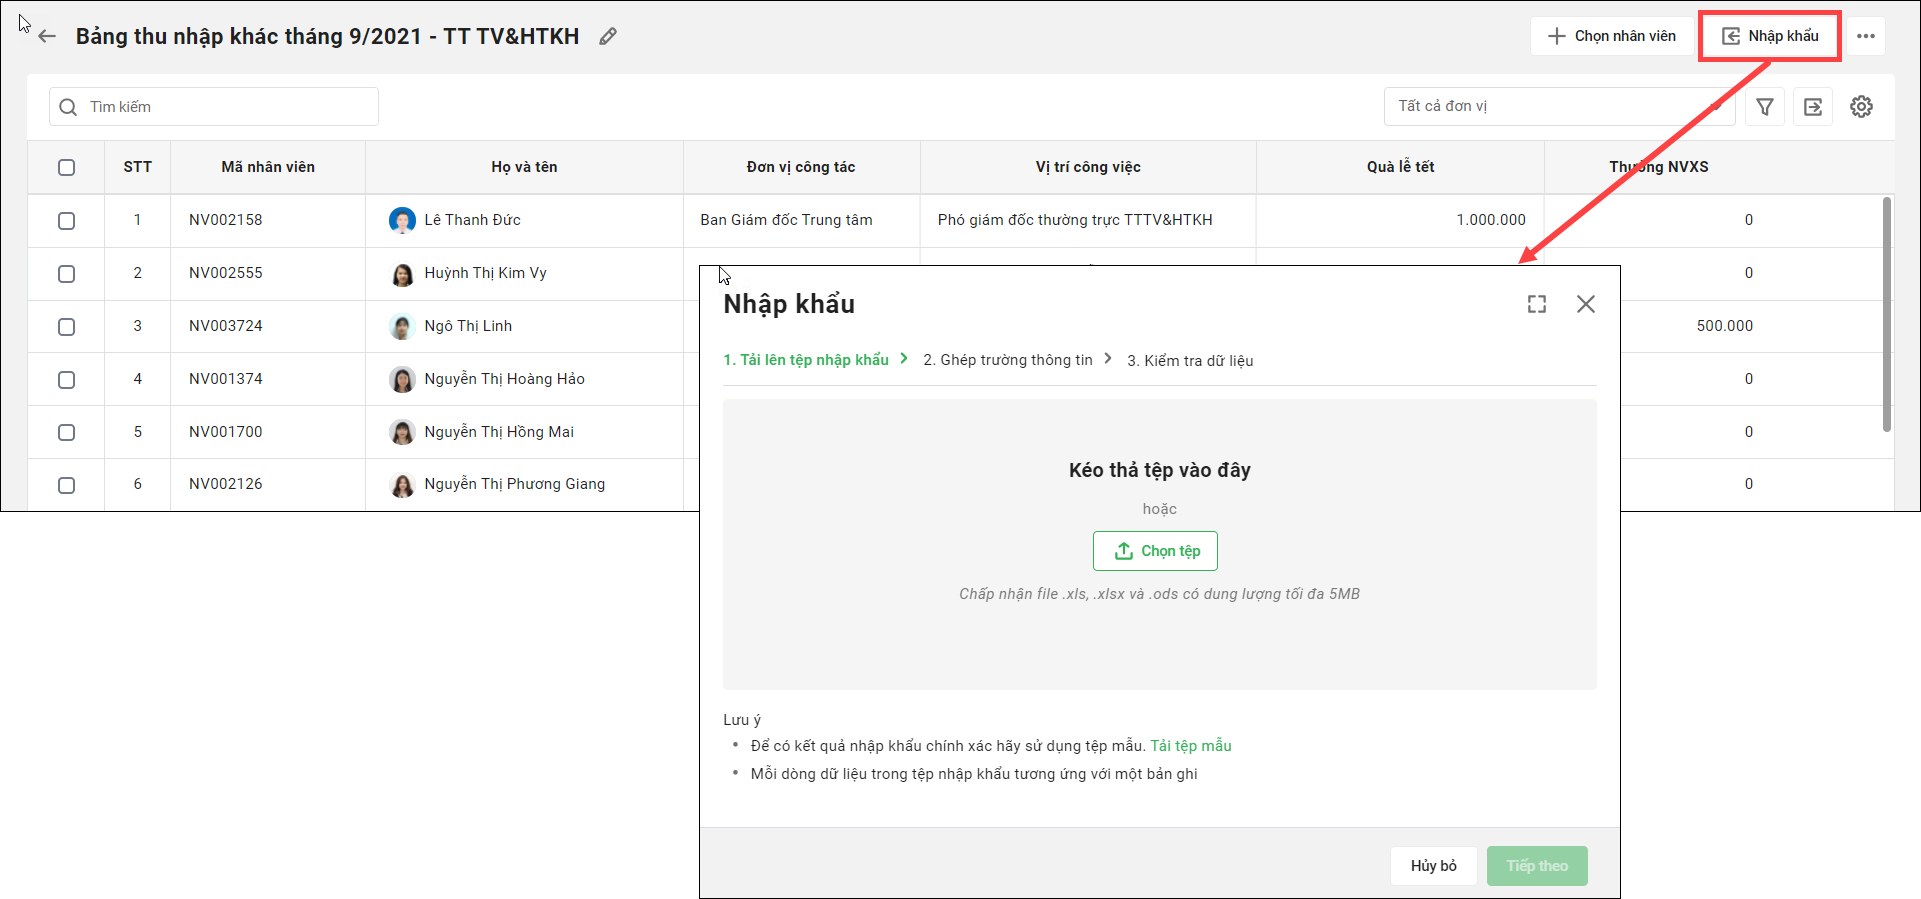 Bảng thu nhập khác tháng 9/2021 - TT TV&HTKH
Chọn nhân viên
Nhập khẩu
Tìm kiếm
Tất cả đơn vị
STT Mã nhân viên Họ và tên Đơn vị công tác Vị trí công việc Quà lễ tết Thưởng NVXS
1 NV002158 Lê Thanh Đức Ban Giám đốc Trung tâm Phó giám đốc thường trực TTTV&HTKH 1.000.000 0
2 NV002555 Huỳnh Thị Kim Vy 0
3 NV003724 Ngô Thị Linh 500.000
4 NV001374 Nguyễn Thị Hoàng Hảo 0
5 NV001700 Nguyễn Thị Hồng Mai 0
6 NV002126 Nguyễn Thị Phương Giang 0
Nhập khẩu
1. Tải lên tệp nhập khẩu 2. Ghép trường thông tin 3. Kiểm tra dữ liệu
Kéo thả tệp vào đây
hoặc
Chọn tệp
Chấp nhận file .xls, .xlsx và .ods có dung lượng tối đa 5MB
Lưu ý
• Để có kết quả nhập khẩu chính xác hãy sử dụng tệp mẫu. Tải tệp mẫu
• Mỗi dòng dữ liệu trong tệp nhập khẩu tương ứng với một bản ghi
Hủy bỏ
Tiếp theo